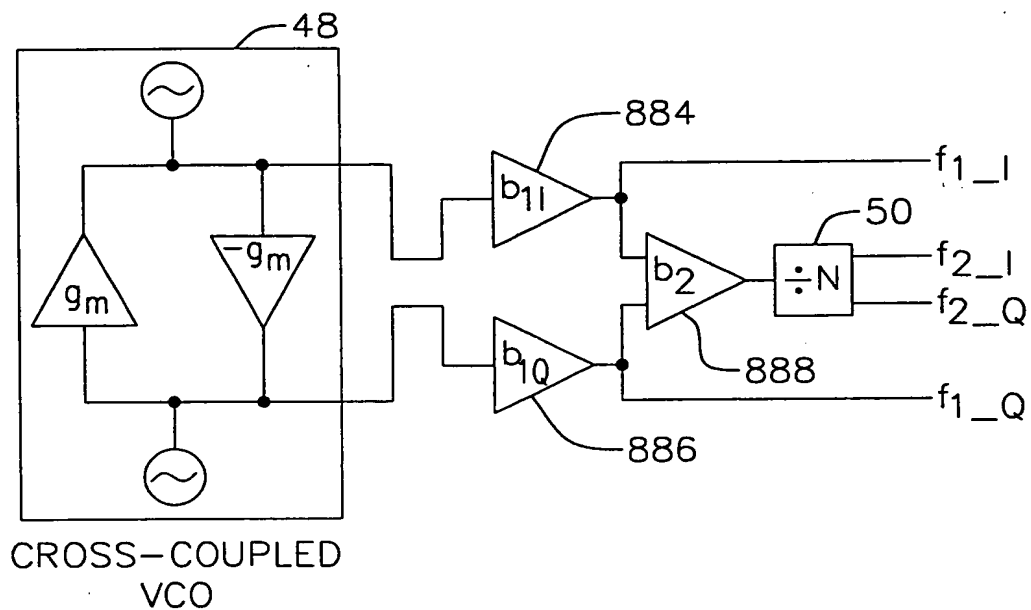 48
884
b1I
f1_I
50
-gm
f2_I
gm
b2
÷N
f2_Q
b1Q
888
f1_Q
886
CROSS-COUPLED
VCO